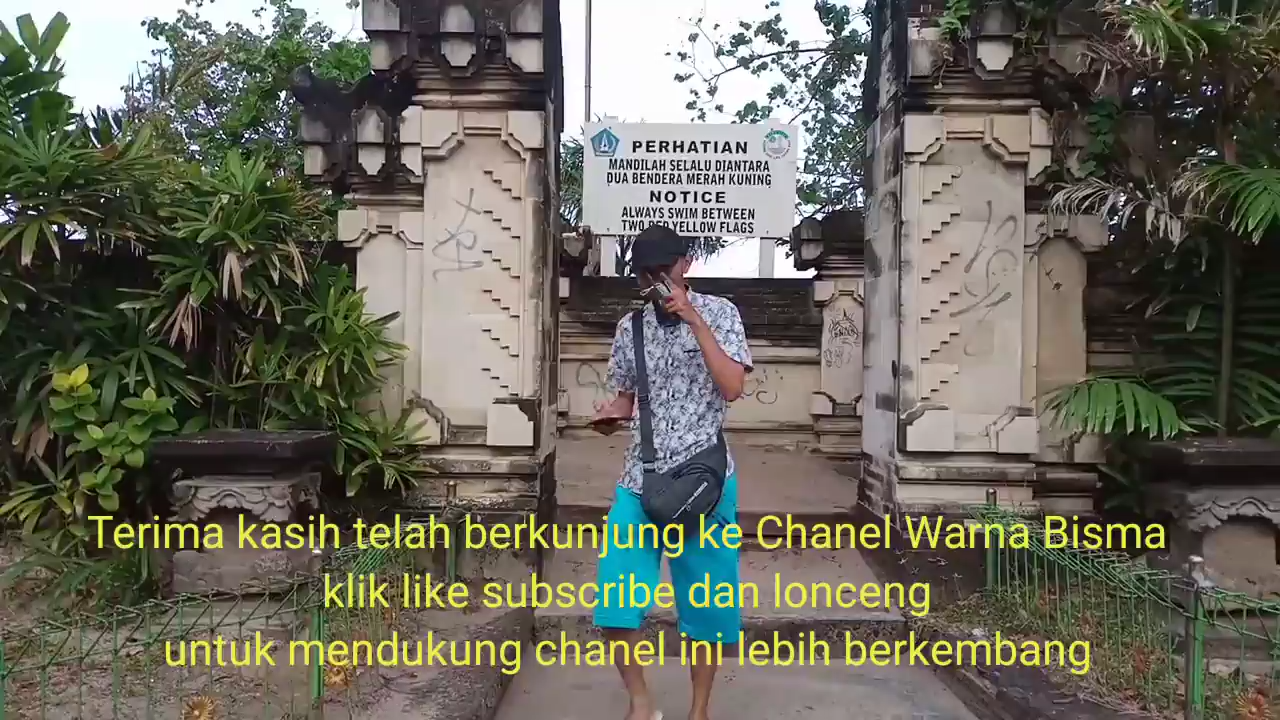 PERHATIAN
MANDILAH SELALU DIANTARA
DUA BENDERA MERAH KUNING
NOTICE
ALWAYS SWIM BETWEEN
TWO RED YELLOW FLAGS
Terima kasih telah berkunjung ke Chanel Warna Bisma
klik like subscribe dan lonceng
untuk mendukung chanel ini lebih berkembang